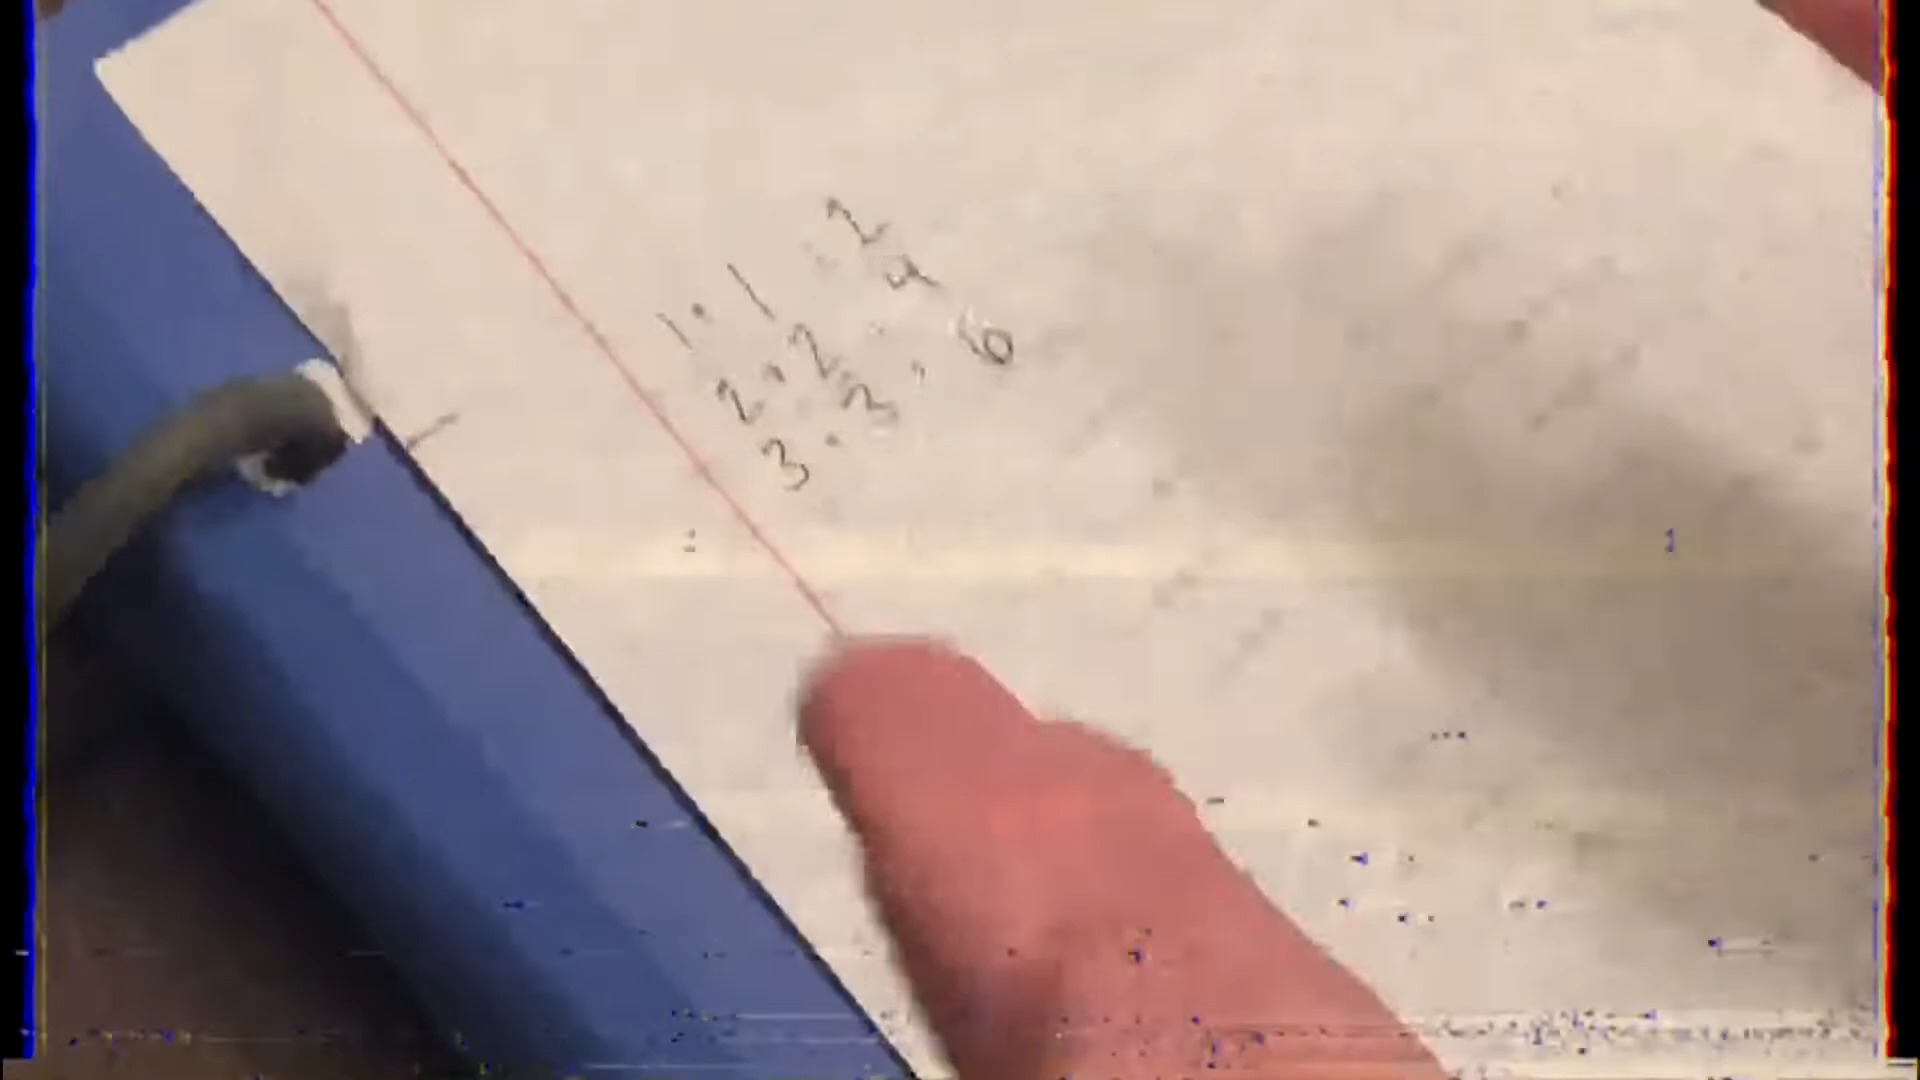 1 · 1 = 2
2 · 2 = 4
3 · 3 = 6